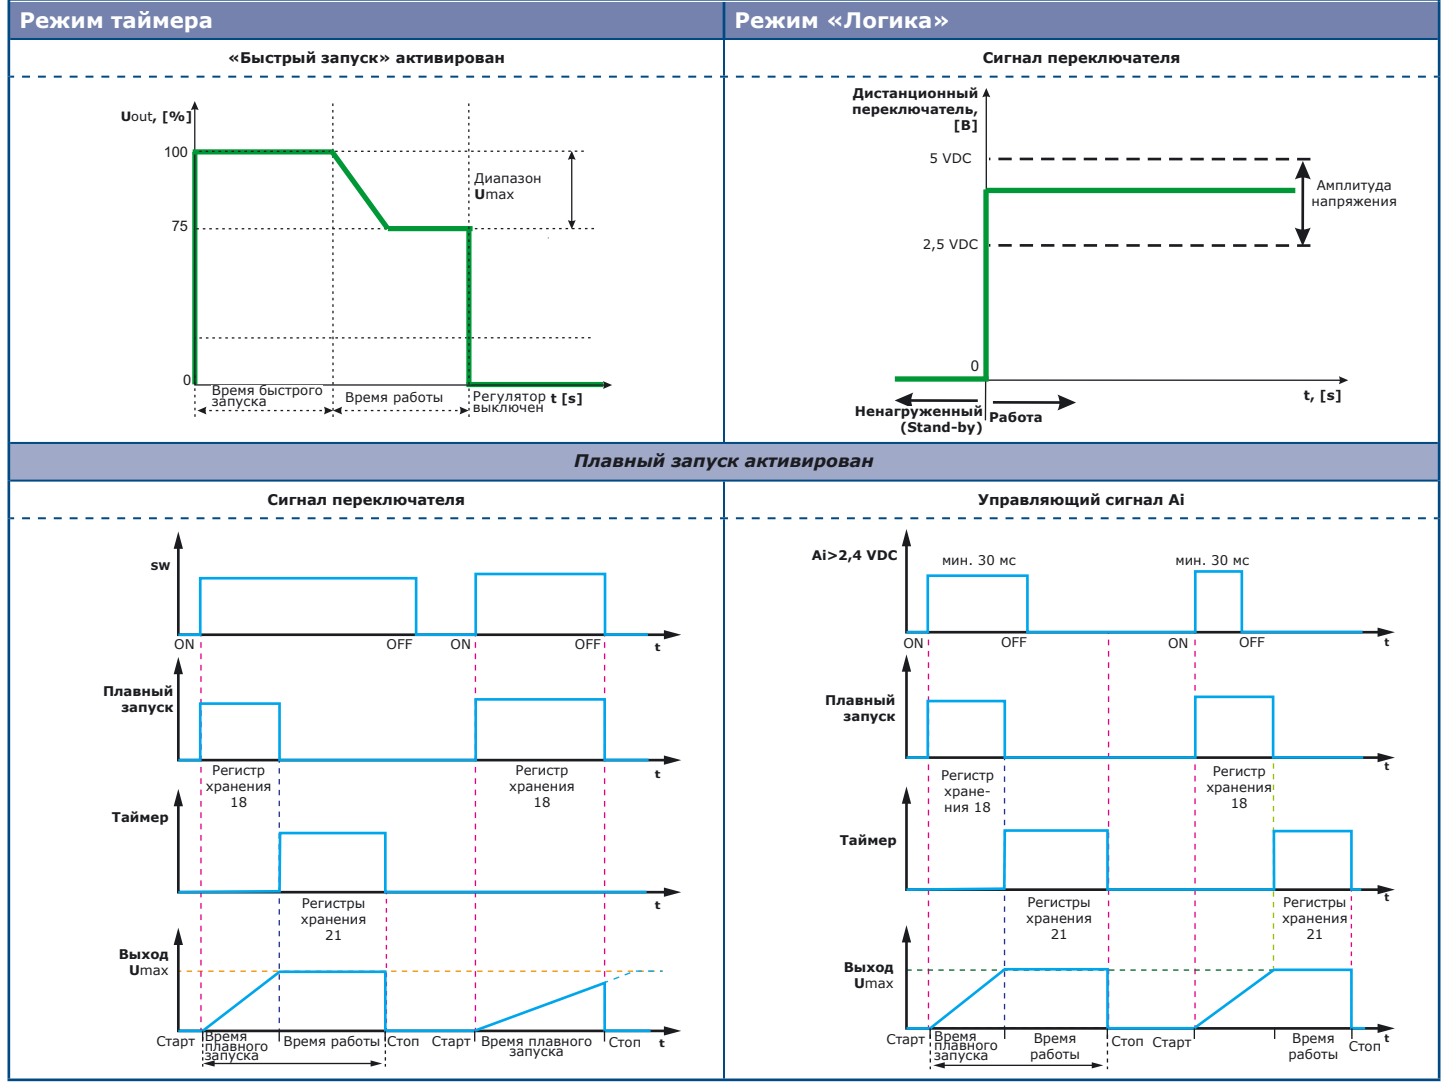 Режим таймера
Режим «Логика»
«Быстрый запуск» активирован
Сигнал переключателя
Uout, [%]
100
75
0
Диапазон
Umax
Время быстрого
запуска
Время работы
Регулятор
выключен
t [s]
Дистанционный
переключатель,
[В]
5 VDC
2,5 VDC
0
Амплитуда
напряжения
t, [s]
Ненагруженный
(Stand-by)
Работа
Плавный запуск активирован
Сигнал переключателя
Управляющий сигнал Ai
sw
ON
OFF
ON
OFF
t
Плавный
запуск
Регистр
хранения
18
Регистр
хранения
18
t
Таймер
Регистры
хранения
21
t
Выход
Umax
Старт
Время
плавного
запуска
Время работы
Стоп
Старт
Время плавного
запуска
Стоп
t
Ai>2,4 VDC
мин. 30 мс
мин. 30 мс
ON
OFF
ON
OFF
t
Плавный
запуск
Регистр
хране-
ния 18
Регистр
хранения
18
t
Таймер
Регистры
хранения
21
Регистры
хранения
21
t
Выход
Umax
Старт
Время
плавного
запуска
Время
работы
Стоп
Старт
Время
работы
Стоп
t